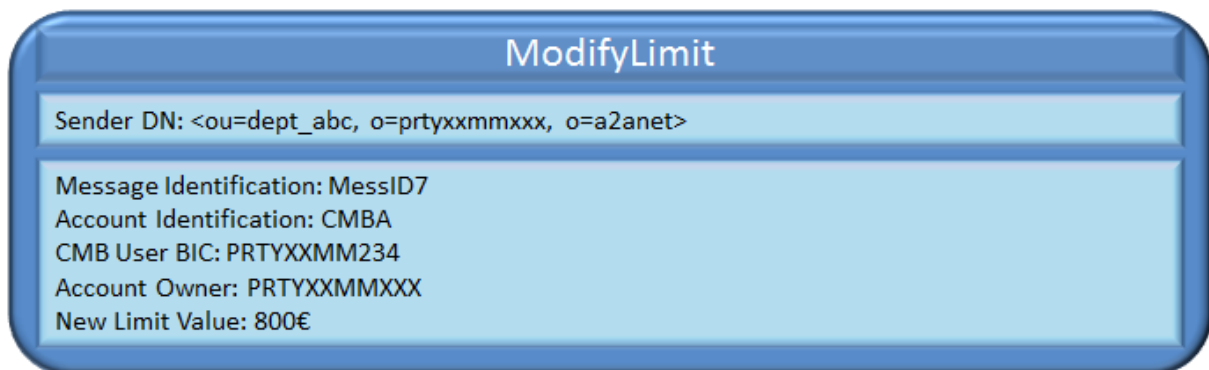 ModifyLimit
Sender DN: <ou=dept_abc, o=prtyxxmmxxx, o=a2anet>
Message Identification: MessID7
Account Identification: CMBA
CMB User BIC: PRTYXXMM234
Account Owner: PRTYXXMMXXX
New Limit Value: 800€